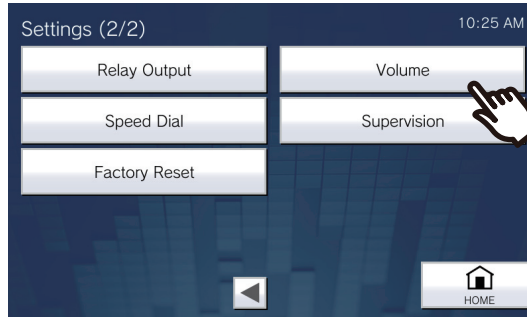 Settings (2/2)
10:25 AM
Relay Output
Volume
Speed Dial
Supervision
Factory Reset
HOME